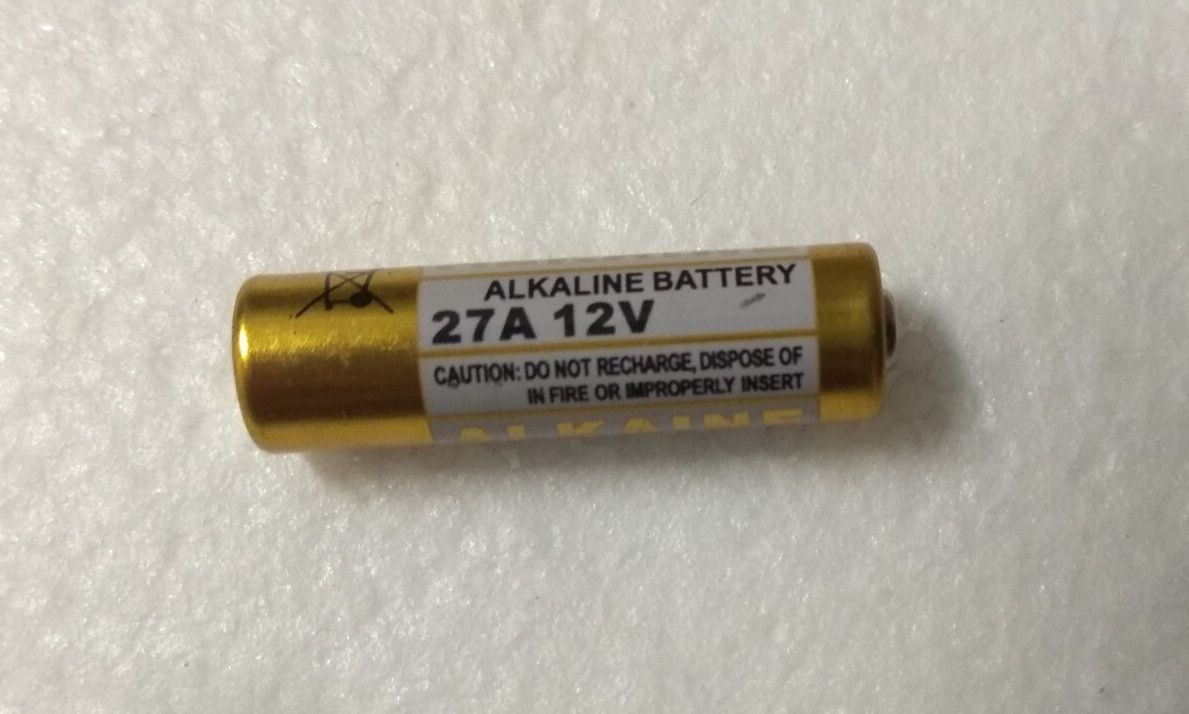 ALKALINE BATTERY
27A 12V
CAUTION: DO NOT RECHARGE, DISPOSE OF
IN FIRE OR IMPROPERLY INSERT